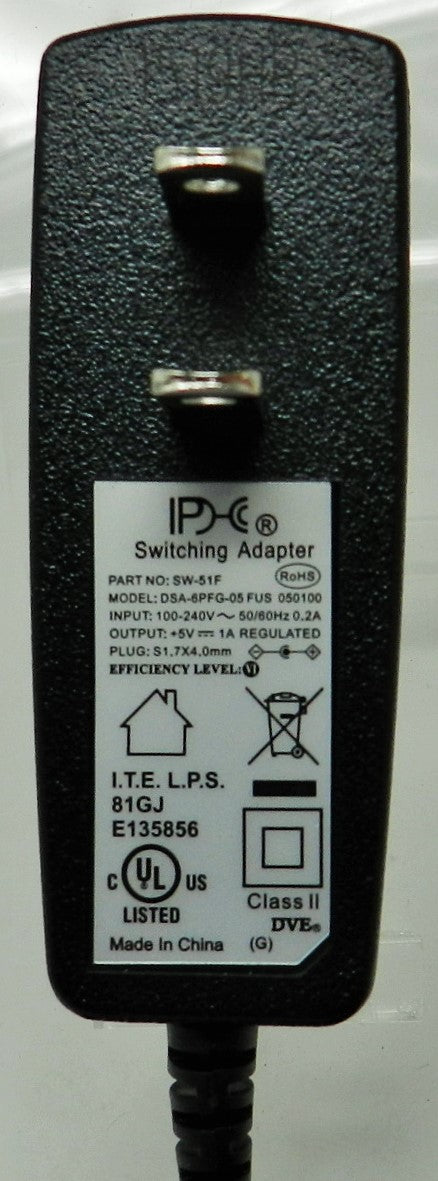 IPDHC®
Switching Adapter
PART NO: SW-51F
RoHS
MODEL: DSA-6PFG-05 FUS 050100
INPUT: 100-240V～ 50/60Hz 0.2A
OUTPUT: +5V⎓ 1A REGULATED
PLUG: S1.7X4.0mm
EFFICIENCY LEVEL: VI
I.T.E. L.P.S.
81GJ
E135856
C UL US
LISTED
Class II
DVE®
Made In China (G)